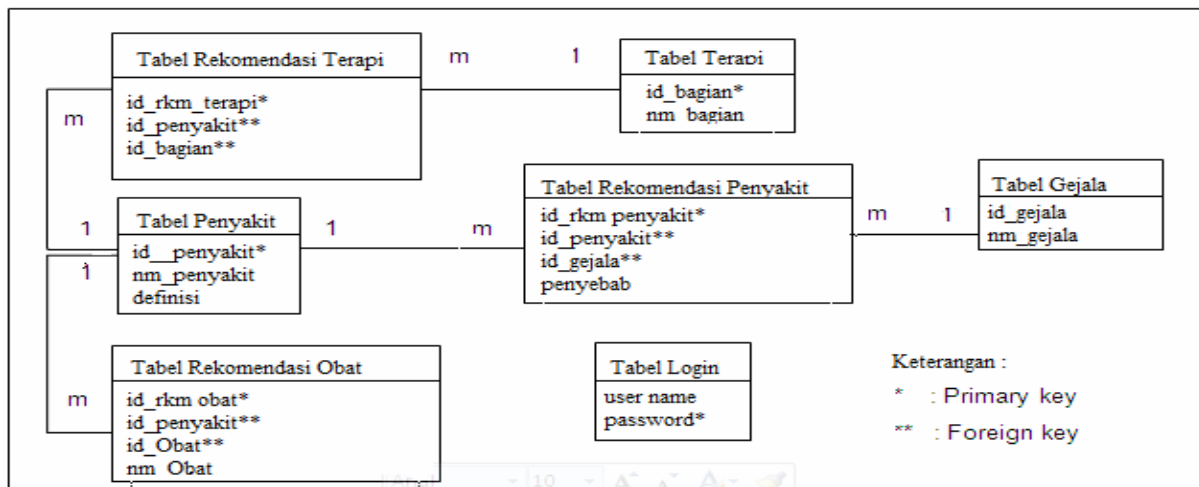 Tabel Rekomendasi Terapi
id_rkm_terapi*
id_penyakit**
id_bagian**
m
1
Tabel Terapi
id_bagian*
nm_bagian
m
1
Tabel Penyakit
id__penyakit*
nm_penyakit
definisi
1
m
Tabel Rekomendasi Penyakit
id_rkm penyakit*
id_penyakit**
id_gejala**
penyebab
m
1
Tabel Gejala
id_gejala
nm_gejala
1
m
Tabel Rekomendasi Obat
id_rkm obat*
id_penyakit**
id_Obat**
nm_Obat
Tabel Login
user name
password*
Keterangan :
* : Primary key
** : Foreign key
10